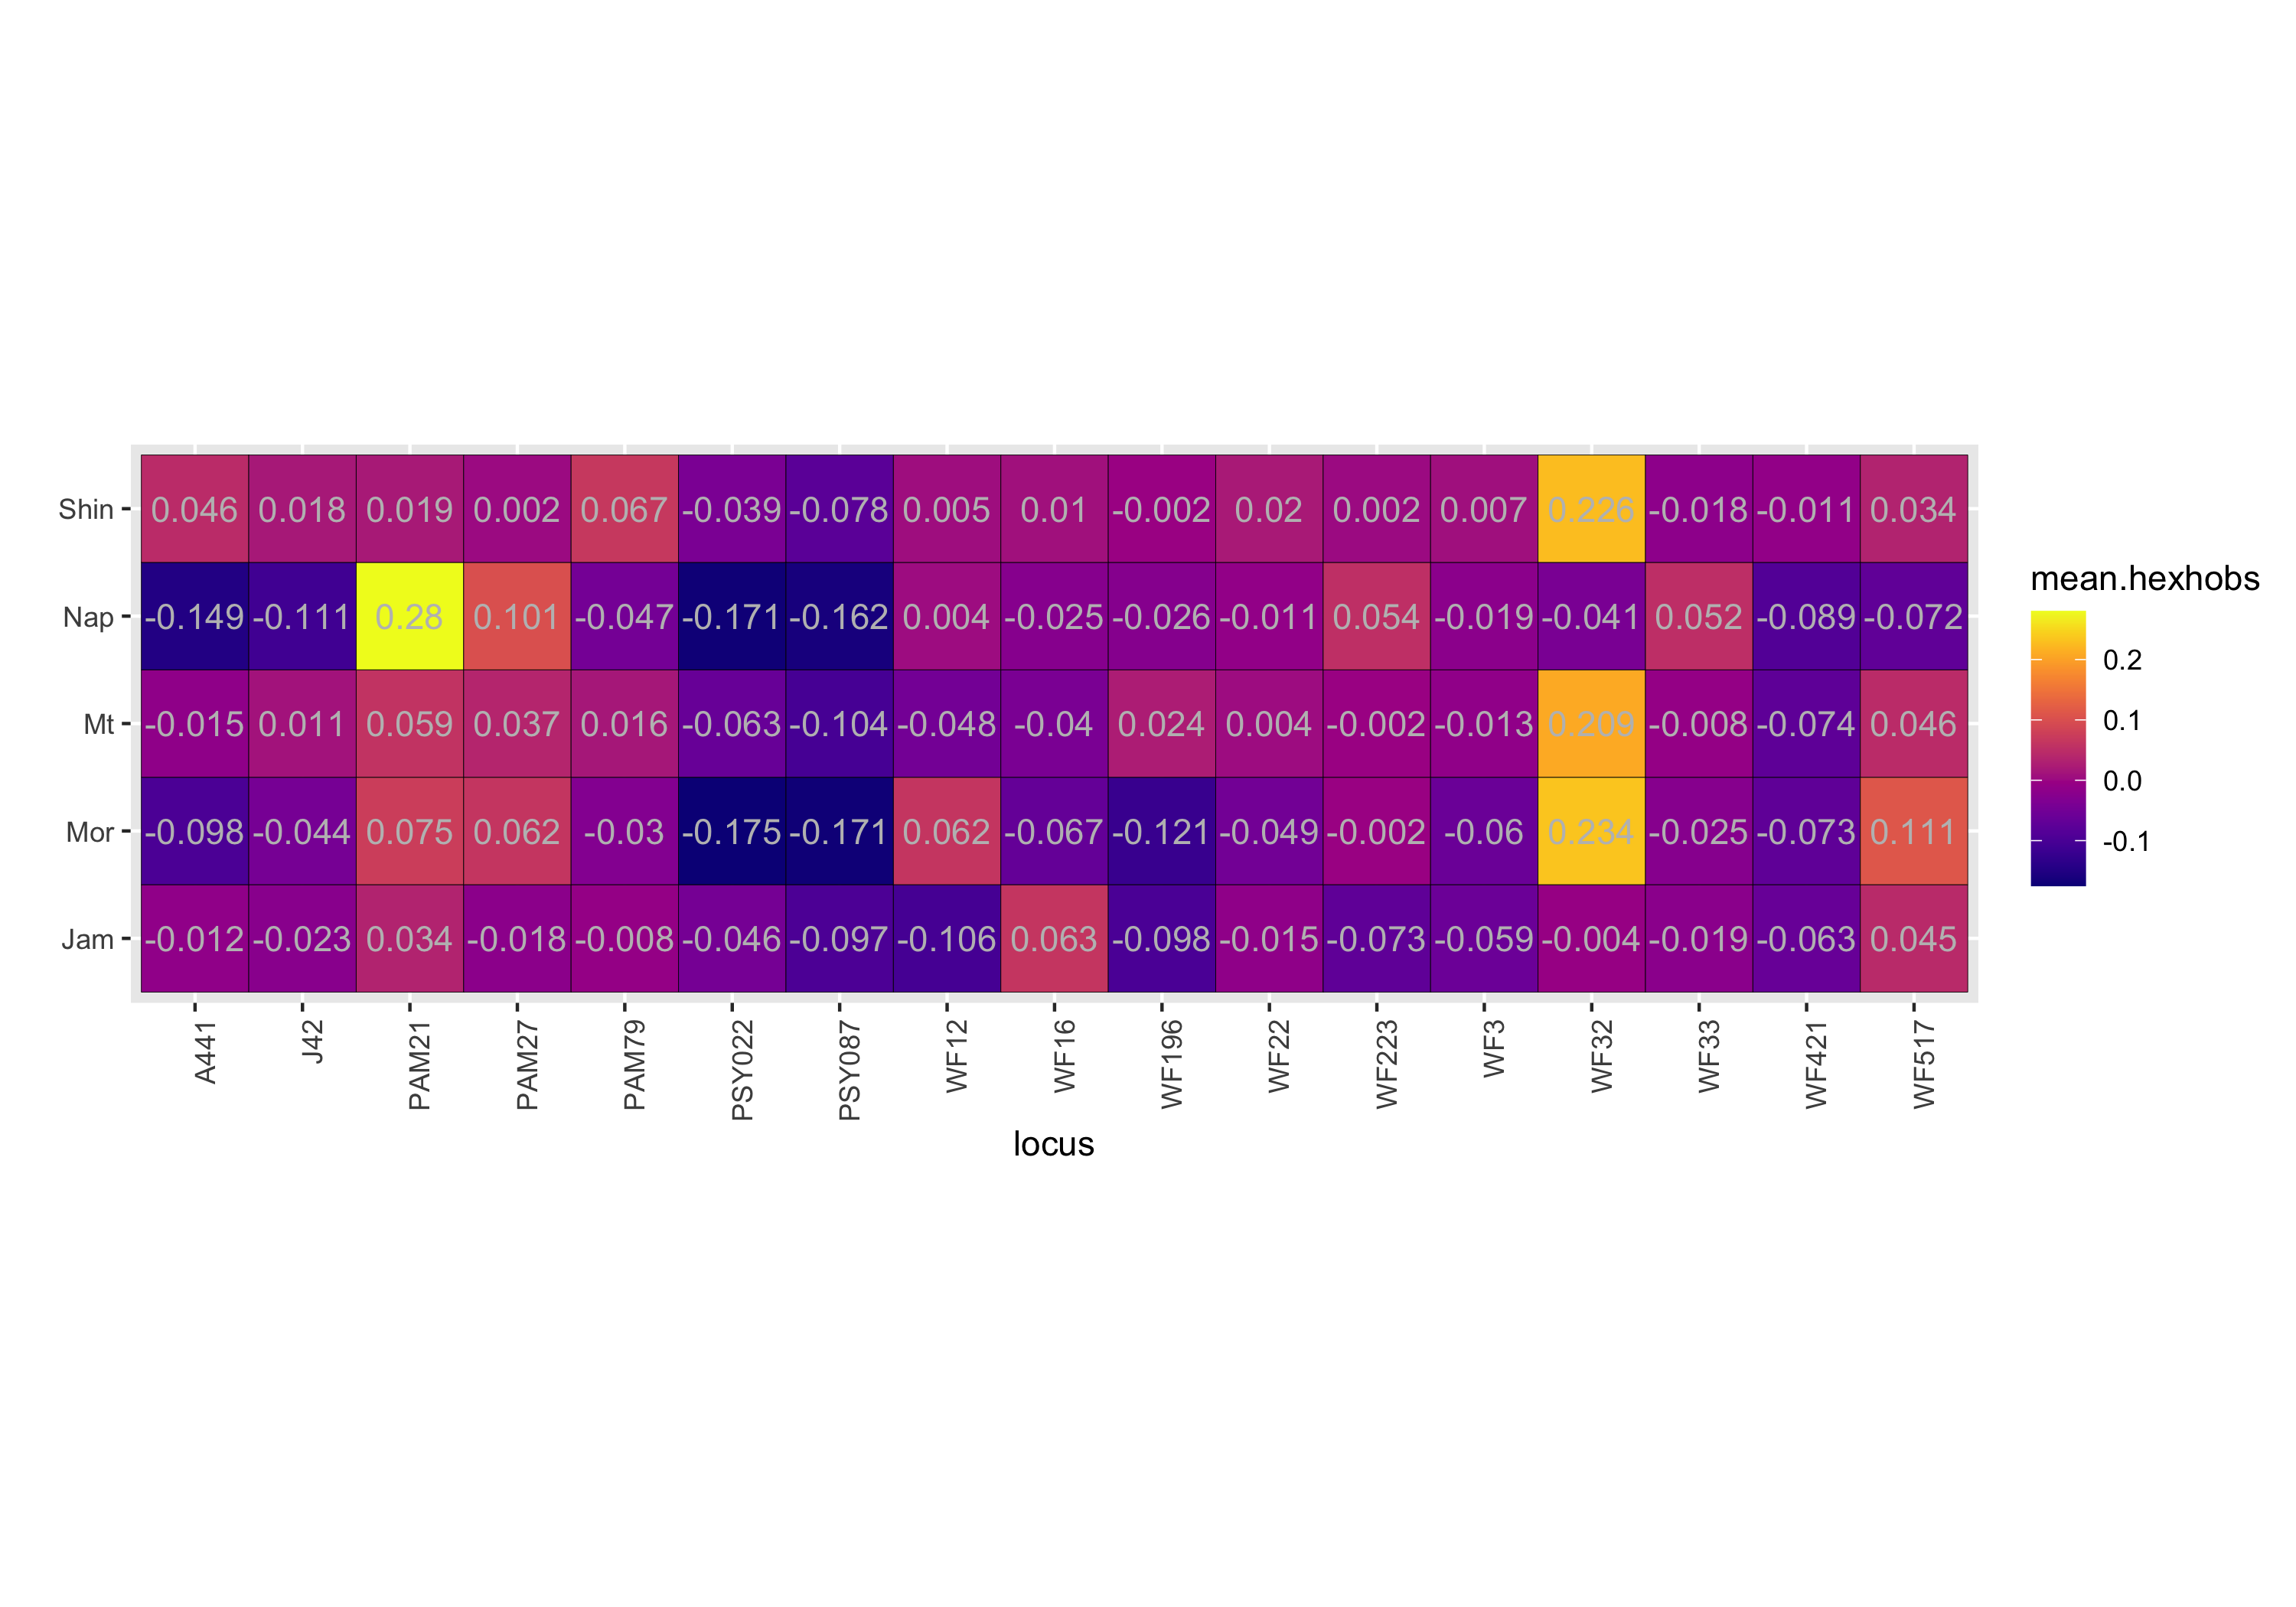 Shin 0.046 0.018 0.019 0.002 0.067 -0.039 -0.078 0.005 0.01 -0.002 0.02 0.002 0.007 0.226 -0.018 -0.011 0.034
Nap -0.149 -0.111 0.28 0.101 -0.047 -0.171 -0.162 0.004 -0.025 -0.026 -0.011 0.054 -0.019 -0.041 0.052 -0.089 -0.072
Mt -0.015 0.011 0.059 0.037 0.016 -0.063 -0.104 -0.048 -0.04 0.024 0.004 -0.002 -0.013 0.209 -0.008 -0.074 0.046
Mor -0.098 -0.044 0.075 0.062 -0.03 -0.175 -0.171 0.062 -0.067 -0.121 -0.049 -0.002 -0.06 0.234 -0.025 -0.073 0.111
Jam -0.012 -0.023 0.034 -0.018 -0.008 -0.046 -0.097 -0.106 0.063 -0.098 -0.015 -0.073 -0.059 -0.004 -0.019 -0.063 0.045
A441 J42 PAM21 PAM27 PAM79 PSY022 PSY087 WF12 WF16 WF196 WF22 WF223 WF3 WF32 WF33 WF421 WF517
locus
mean.hexhobs
0.2
0.1
0.0
-0.1